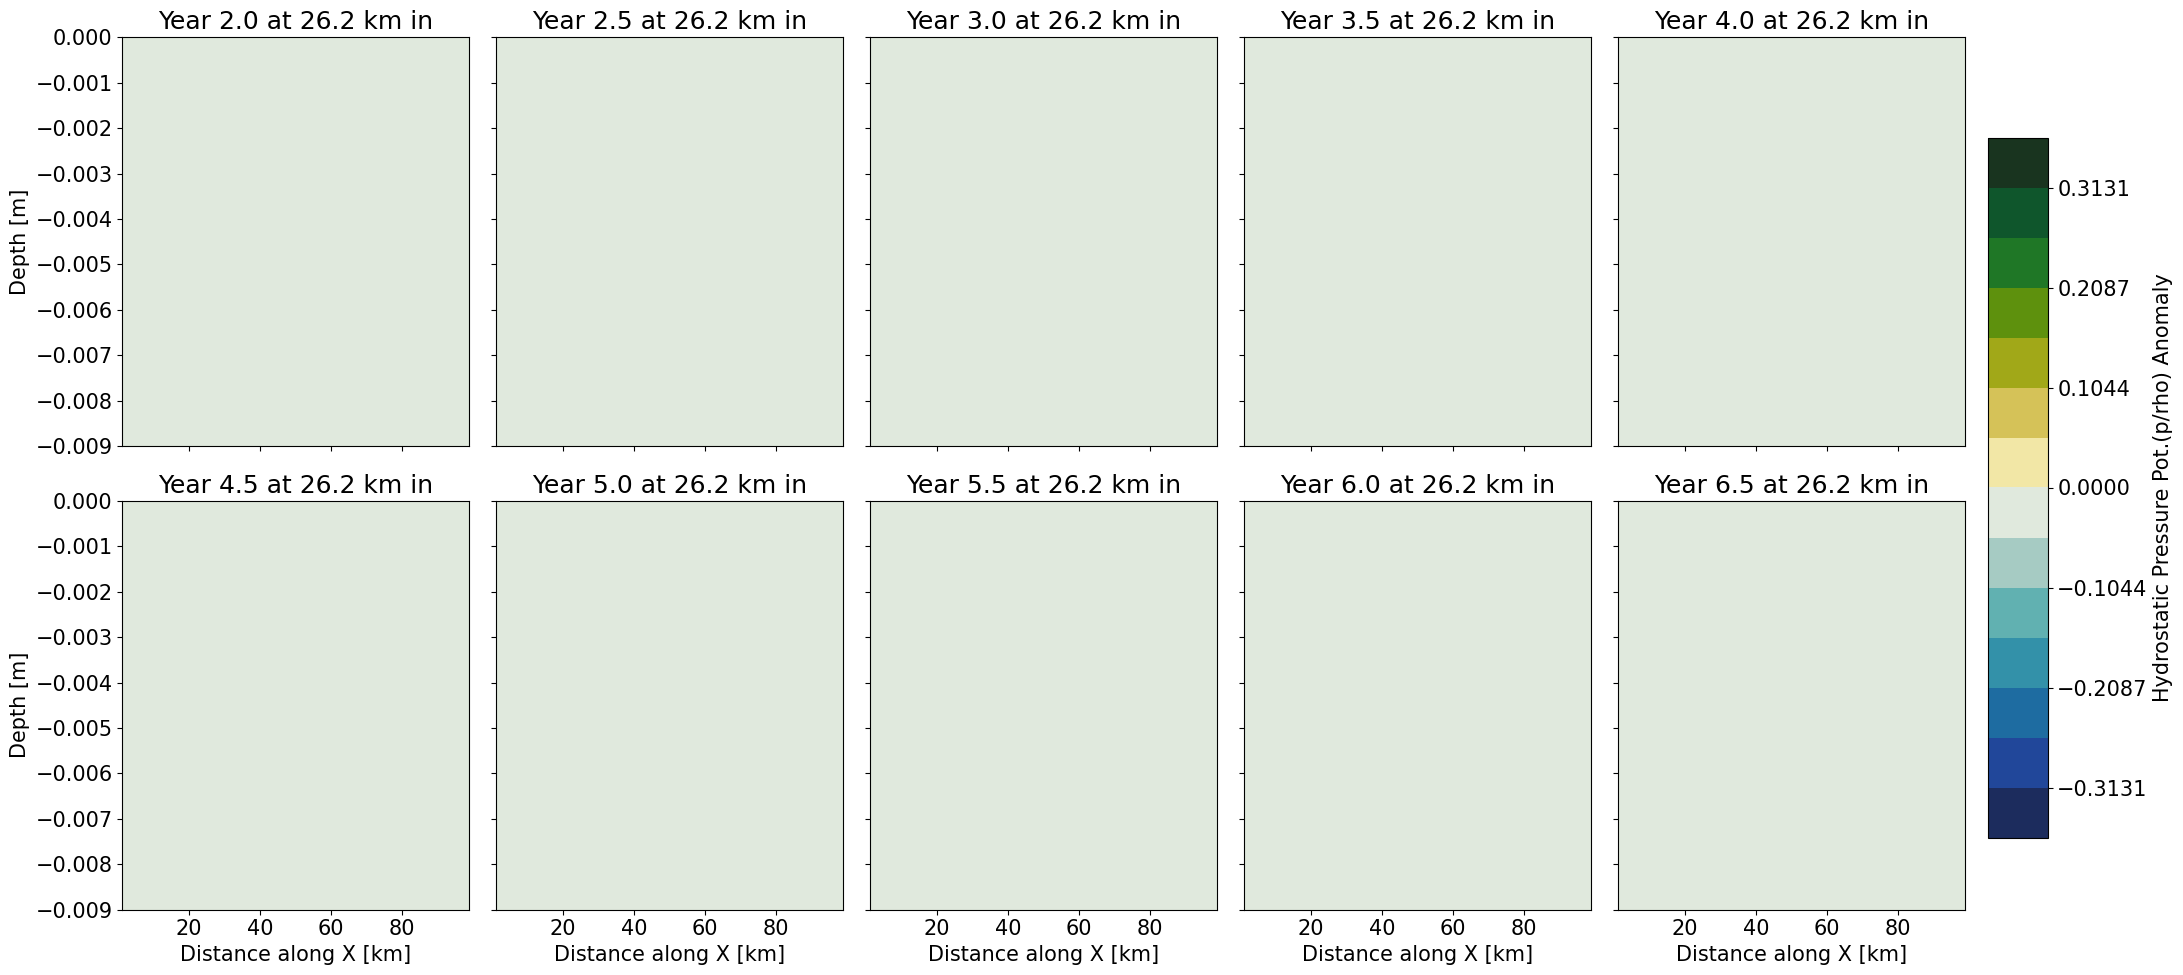 Year 2.0 at 26.2 km in
Year 2.5 at 26.2 km in
Year 3.0 at 26.2 km in
Year 3.5 at 26.2 km in
Year 4.0 at 26.2 km in
0.000
−0.001
−0.002
−0.003
−0.004
−0.005
−0.006
−0.007
−0.008
−0.009
Depth [m]
Year 4.5 at 26.2 km in
Year 5.0 at 26.2 km in
Year 5.5 at 26.2 km in
Year 6.0 at 26.2 km in
Year 6.5 at 26.2 km in
0.000
−0.001
−0.002
−0.003
−0.004
−0.005
−0.006
−0.007
−0.008
−0.009
Depth [m]
20 40 60 80
20 40 60 80
20 40 60 80
20 40 60 80
20 40 60 80
Distance along X [km]
Distance along X [km]
Distance along X [km]
Distance along X [km]
Distance along X [km]
0.3131
0.2087
0.1044
0.0000
−0.1044
−0.2087
−0.3131
Hydrostatic Pressure Pot.(p/rho) Anomaly